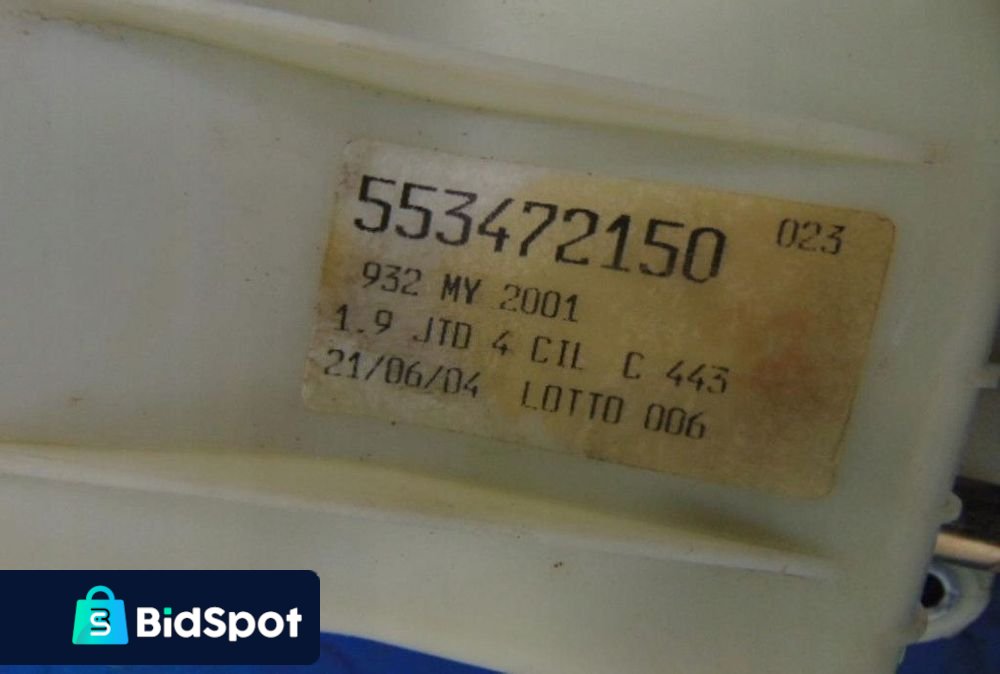 553472150 023
932 MY 2001
1.9 JTD 4 CIL C 443
21/06/04 LOTTO 006
BidSpot